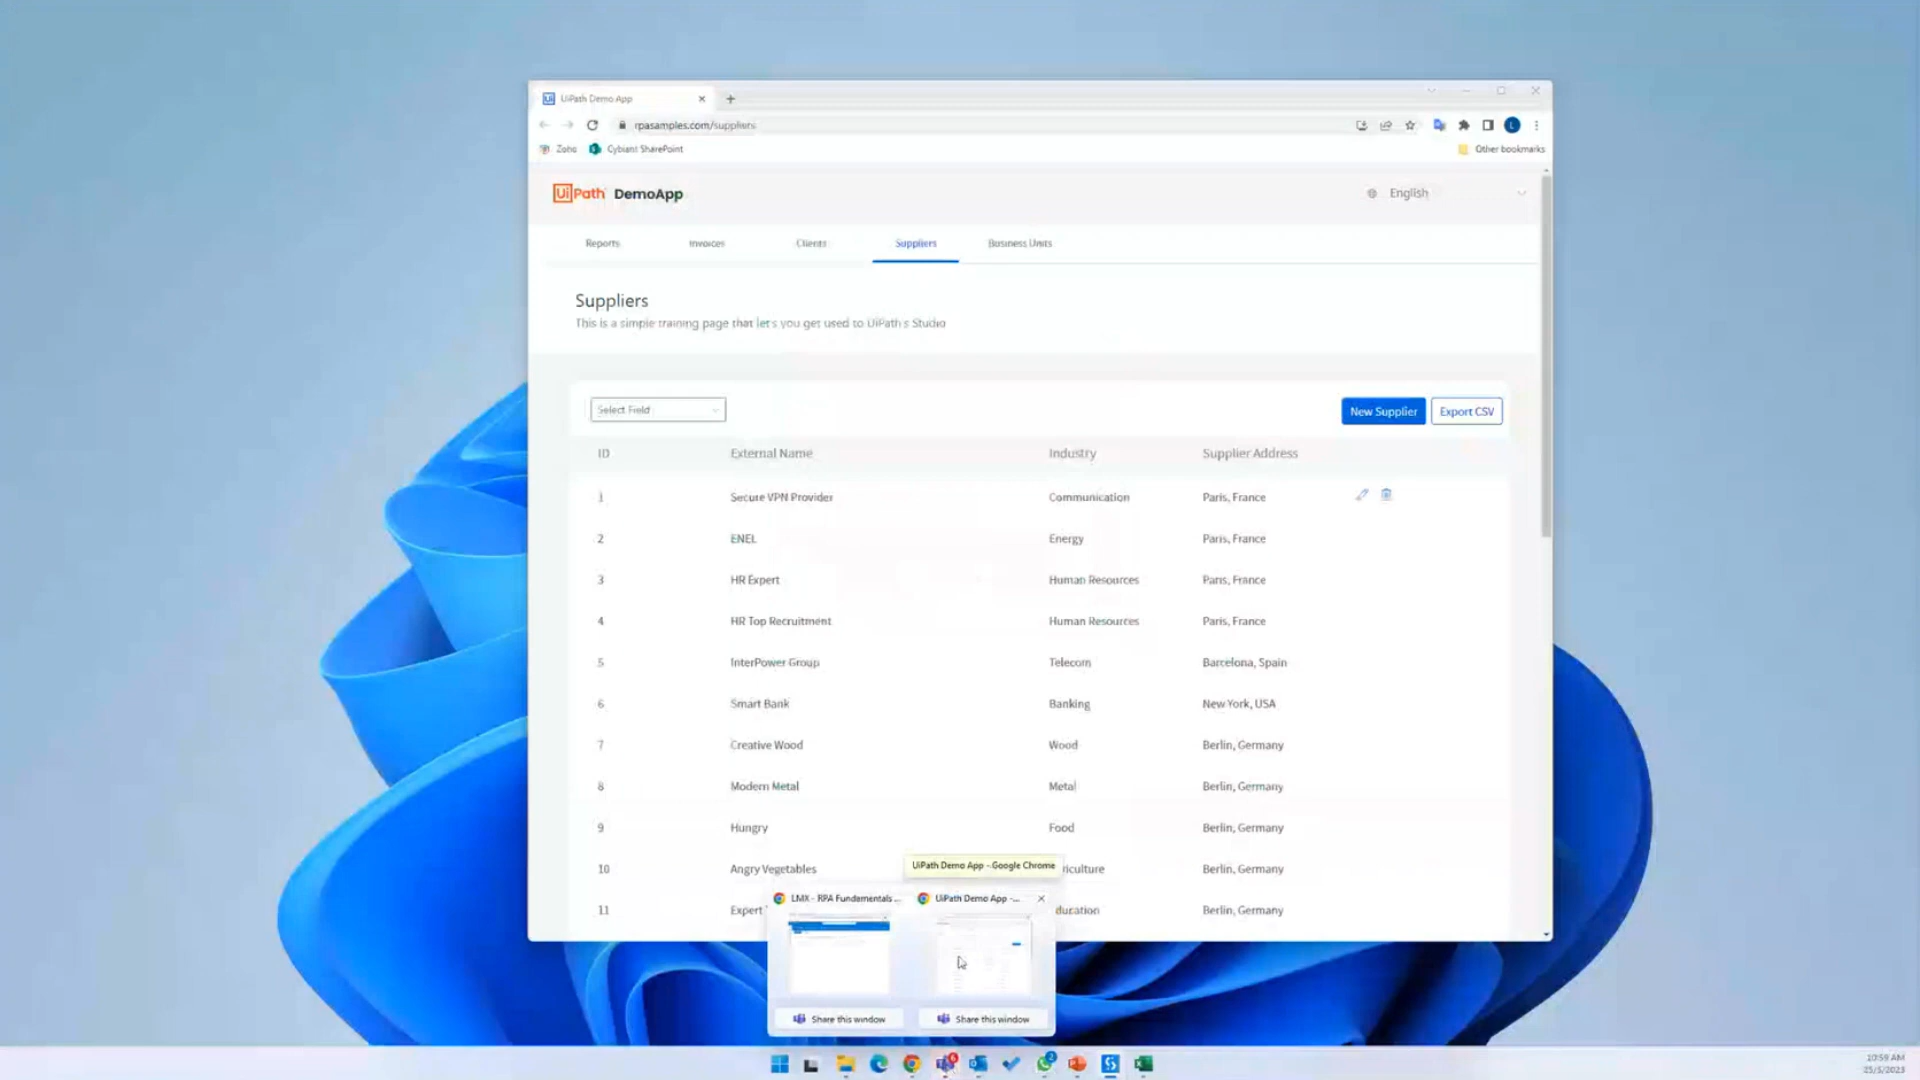 UiPath Demo App
rpasamples.com/suppliers
Zoho Cybiant SharePoint Other bookmarks
UiPath DemoApp English
Reports Invoices Clients Suppliers Business Units
Suppliers
This is a simple training page that let's you get used to UiPath's Studio
Select Field New Supplier Export CSV
ID External Name Industry Supplier Address
1 Secure VPN Provider Communication Paris, France
2 ENEL Energy Paris, France
3 HR Expert Human Resources Paris, France
4 HR Top Recruitment Human Resources Paris, France
5 InterPower Group Telecom Barcelona, Spain
6 Smart Bank Banking New York, USA
7 Creative Wood Wood Berlin, Germany
8 Modern Metal Metal Berlin, Germany
9 Hungry Food Berlin, Germany
10 Angry Vegetables riculture Berlin, Germany
UiPath Demo App - Google Chrome
11 Expert ducation Berlin, Germany
LMX - RPA Fundamentals ... UiPath Demo App -...
Share this window Share this window
10:59 AM
25/5/2023